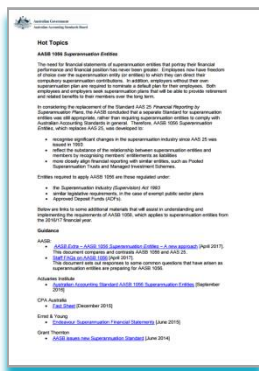 Australian Government
Australian Accounting Standards Board
Hot Topics
AASB 1056 Superannuation Entities
The need for financial statements of superannuation entities that portray their financial
performance and financial position has never been greater. Employees now have freedom
of choice over the superannuation entity (or entities) to which they can direct their
compulsory superannuation contributions. In addition, employers without their own
superannuation plan are required to nominate a default plan for their employees. Both
employees and employers seek superannuation plans that will be able to provide retirement
and related benefits to their members over the long term.
In considering the replacement of the Standard AAS 25 Financial Reporting by
Superannuation Plans, the AASB concluded that a separate Standard for superannuation
entities was still appropriate, rather than requiring superannuation entities to comply with
Australian Accounting Standards in general. Therefore, AASB 1056 Superannuation
Entities, which replaces AAS 25, was developed to:
• recognise significant changes in the superannuation industry since AAS 25 was
issued in 1993
• reflect the substance of the relationship between superannuation entities and
members by recognising members' entitlements as liabilities
• more closely align financial reporting with similar entities, such as Pooled
Superannuation Trusts and Managed Investment Schemes.
Entities required to apply AASB 1056 are those regulated under:
• the Superannuation Industry (Supervision) Act 1993
• similar legislative requirements, in the case of exempt public sector plans
• Approved Deposit Funds (ADFs).
Below are links to some additional materials that will assist in understanding and
implementing the requirements of AASB 1056, which applies to superannuation entities from
the 2016/17 financial year.
Guidance
AASB:
• AASB Extra – AASB 1056 Superannuation Entities – A new approach [April 2017].
This document compares and contrasts AASB 1056 and AAS 25.
• Staff FAQs on AASB 1056 [April 2017].
This document sets out responses to some common questions that have arisen as
superannuation entities are preparing for AASB 1056.
Actuaries Institute
• Australian Accounting Standard AASB 1056 Superannuation Entities [September
2016]
CPA Australia
• Fact Sheet [December 2015]
Ernst & Young
• Endeavour Superannuation Financial Statements [June 2015]
Grant Thornton
• AASB issues new Superannuation Standard [June 2014]